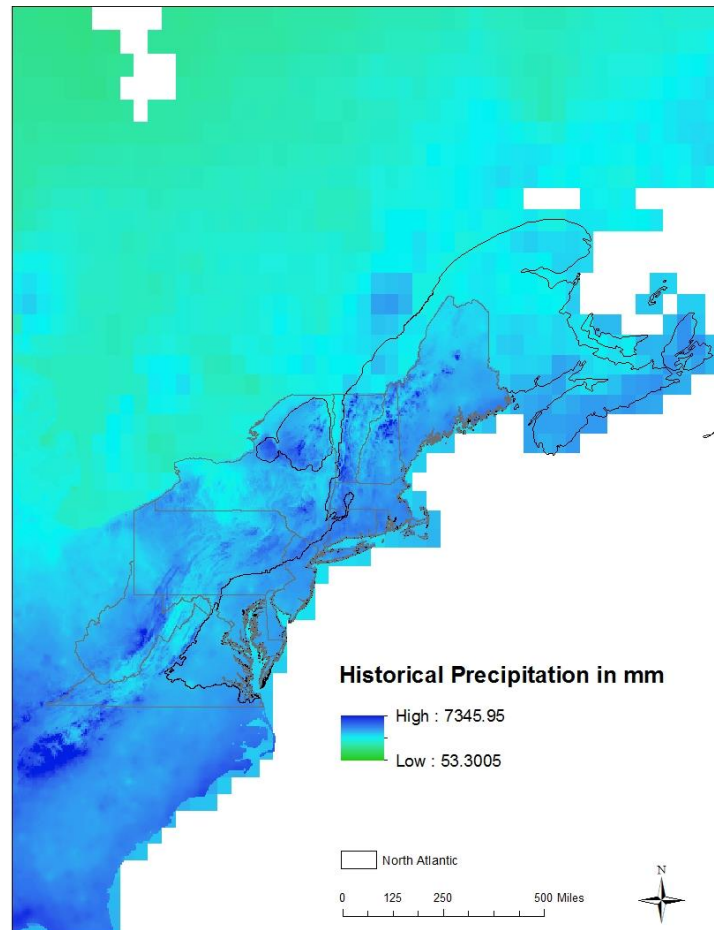 Historical Precipitation in mm
High : 7345.95
Low : 53.3005
North Atlantic
0 125 250 500 Miles
N